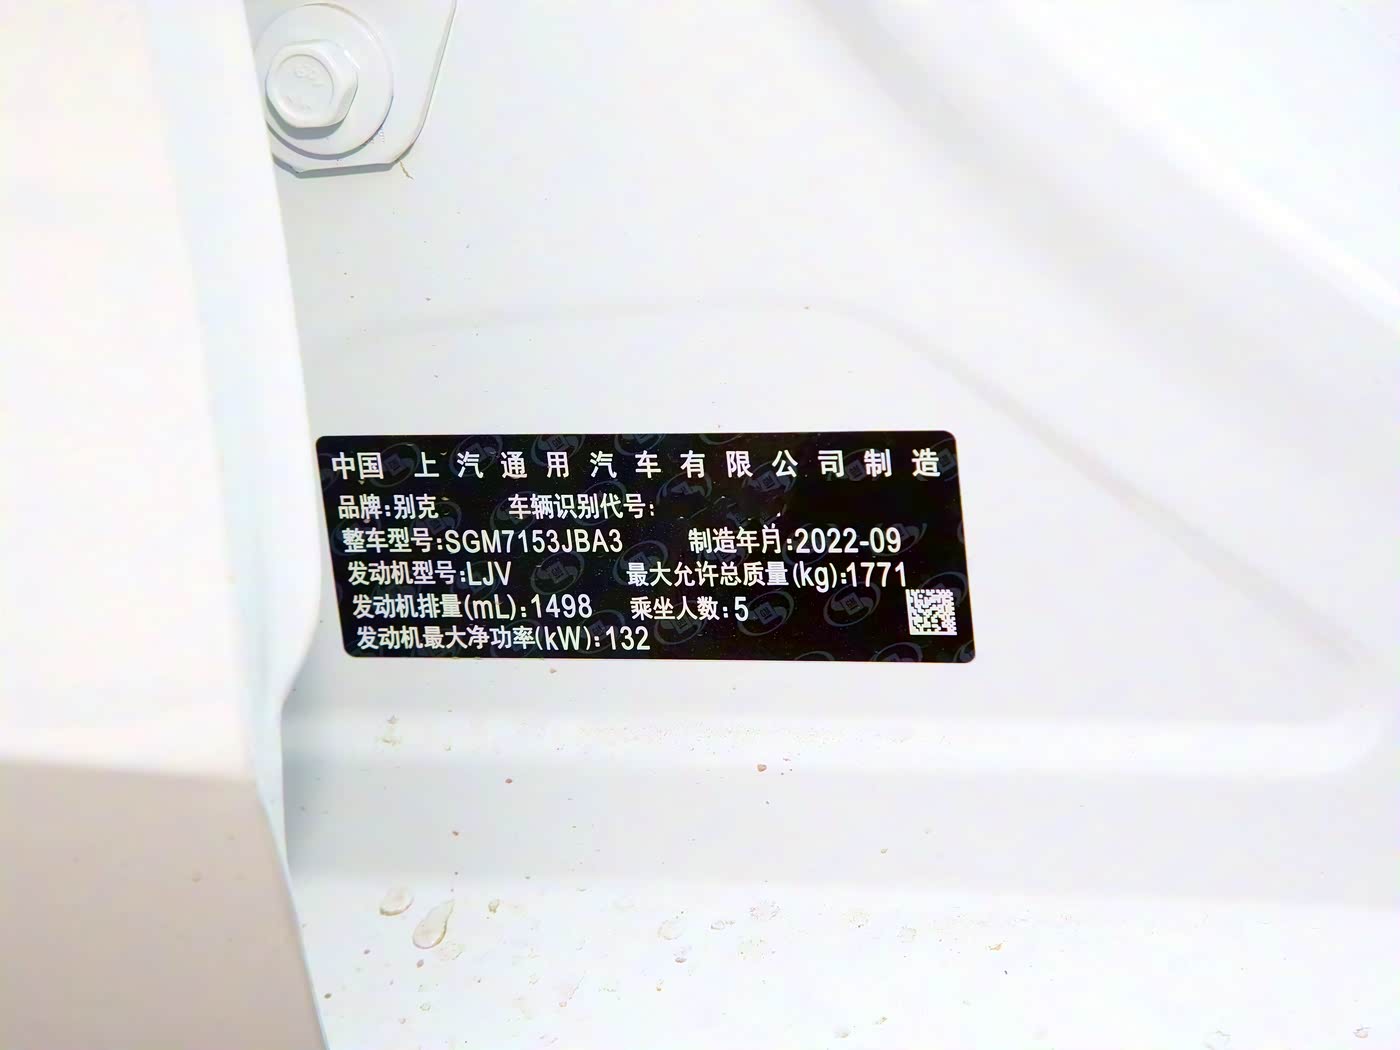 中国 上汽通用汽车有限公司制造
品牌:别克 车辆识别代号:
整车型号:SGM7153JBA3 制造年月:2022-09
发动机型号:LJV 最大允许总质量(kg):1771
发动机排量(mL):1498 乘坐人数:5
发动机最大净功率(kW):132